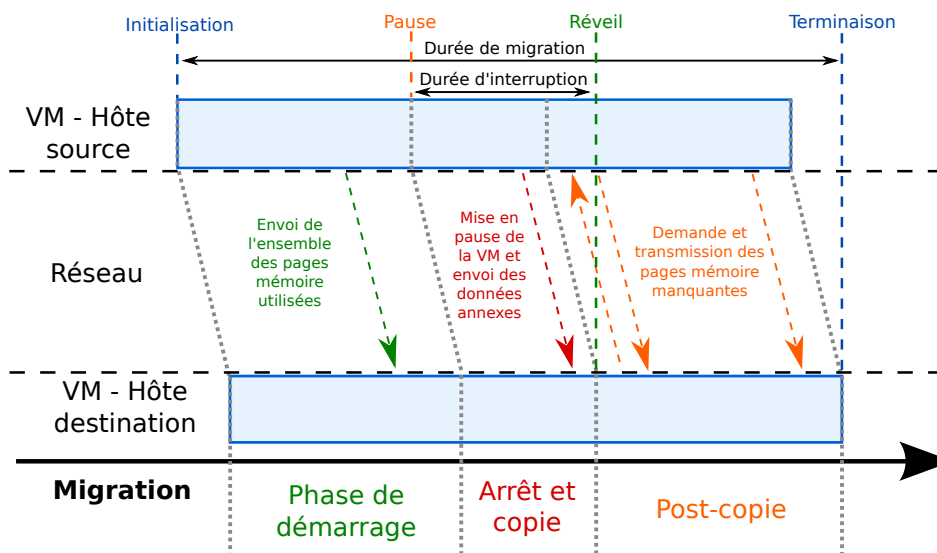 Initialisation
Pause
Réveil
Terminaison
Durée de migration
Durée d'interruption
VM - Hôte
source
Envoi de
l'ensemble
des pages
mémoire
utilisées
Mise en
pause de
la VM et
envoi des
données
annexes
Demande et
transmission des
pages mémoire
manquantes
Réseau
VM - Hôte
destination
Migration
Phase de
démarrage
Arrêt et
copie
Post-copie